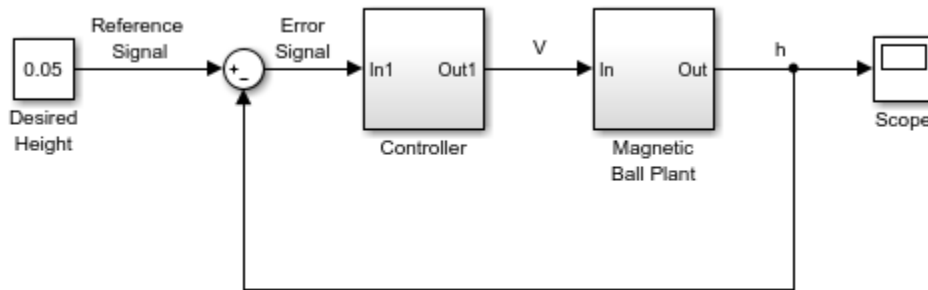 Reference
Signal
Error
Signal
0.05
+
-
In1
Out1
V
In
Out
h
Desired
Height
Controller
Magnetic
Ball Plant
Scope